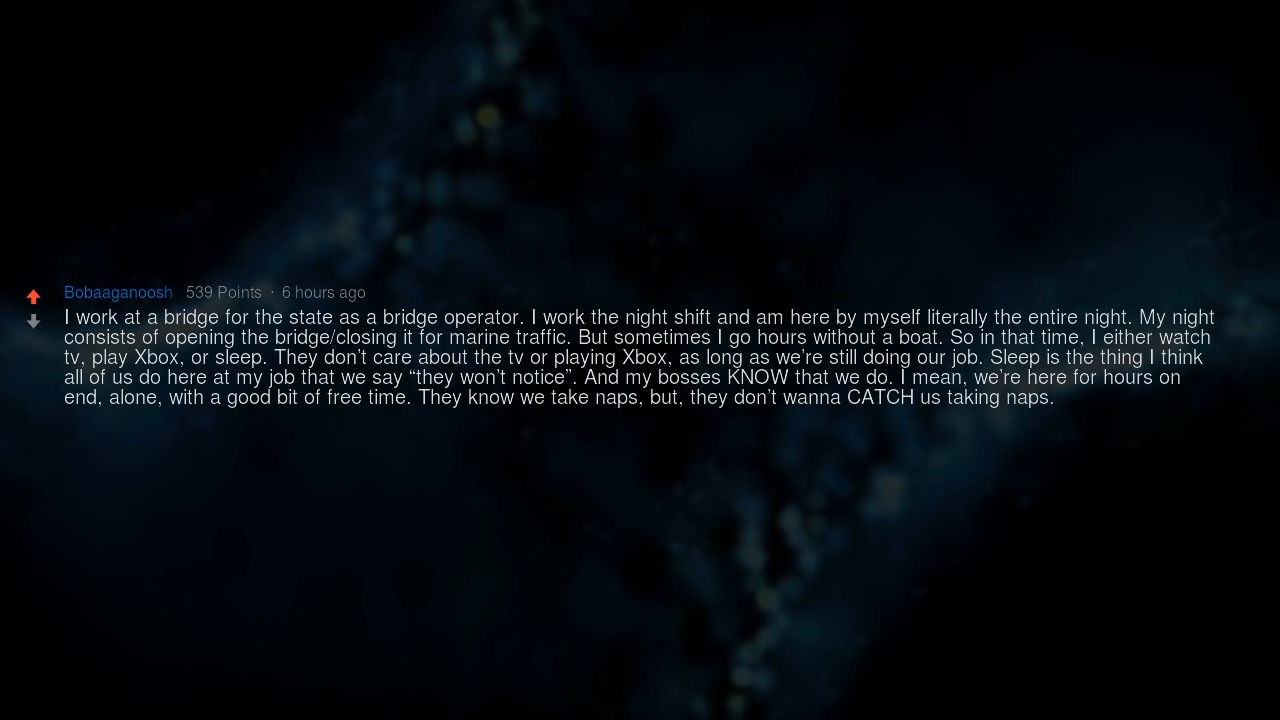 Bobaaganoosh 539 Points · 6 hours ago
I work at a bridge for the state as a bridge operator. I work the night shift and am here by myself literally the entire night. My night
consists of opening the bridge/closing it for marine traffic. But sometimes I go hours without a boat. So in that time, I either watch
tv, play Xbox, or sleep. They don’t care about the tv or playing Xbox, as long as we’re still doing our job. Sleep is the thing I think
all of us do here at my job that we say “they won’t notice”. And my bosses KNOW that we do. I mean, we’re here for hours on
end, alone, with a good bit of free time. They know we take naps, but, they don’t wanna CATCH us taking naps.